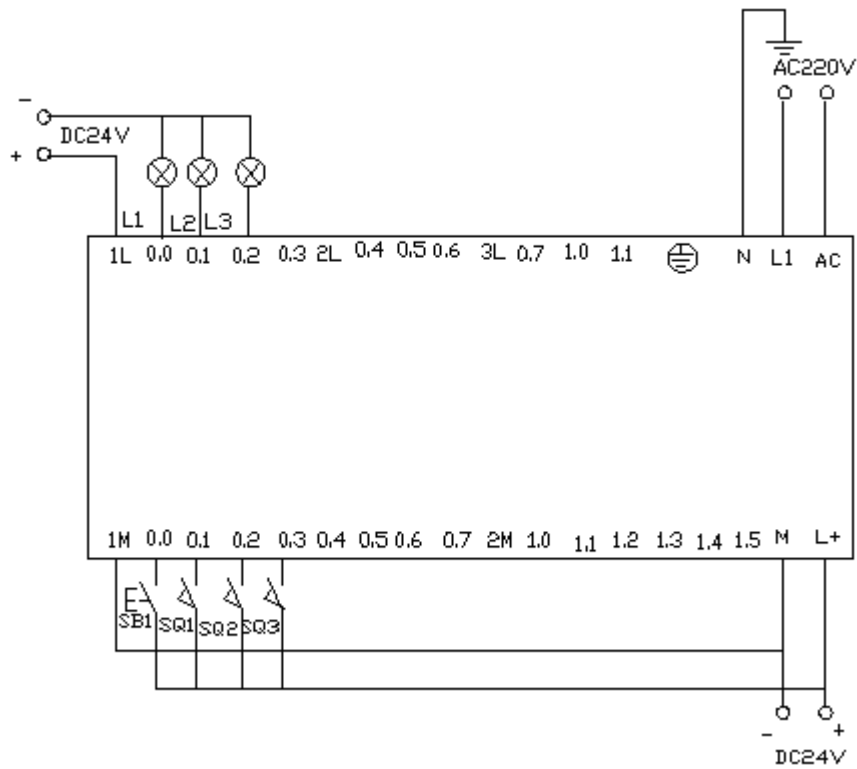 AC220V
-
DC24V
+
L1 L2 L3
1L 0.0 0.1 0.2 0.3 2L 0.4 0.5 0.6 3L 0.7 1.0 1.1 N L1 AC
1M 0.0 0.1 0.2 0.3 0.4 0.5 0.6 0.7 2M 1.0 1.1 1.2 1.3 1.4 1.5 M L+
SB1 SQ1 SQ2 SQ3
- +
DC24V